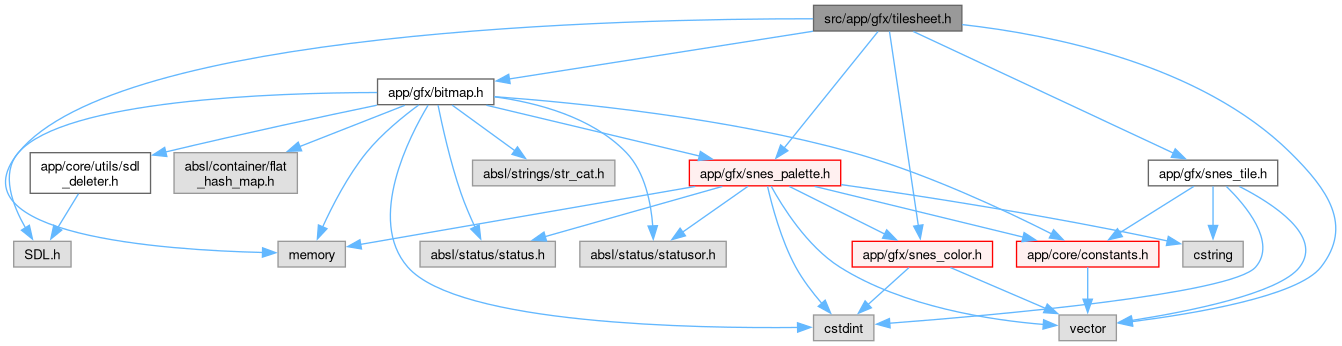 src/app/gfx/tilesheet.h
app/gfx/bitmap.h
app/core/utils/sdl
_deleter.h
absl/container/flat
_hash_map.h
absl/strings/str_cat.h
app/gfx/snes_palette.h
app/gfx/snes_tile.h
SDL.h
memory
absl/status/status.h
absl/status/statusor.h
app/gfx/snes_color.h
app/core/constants.h
cstring
cstdint
vector